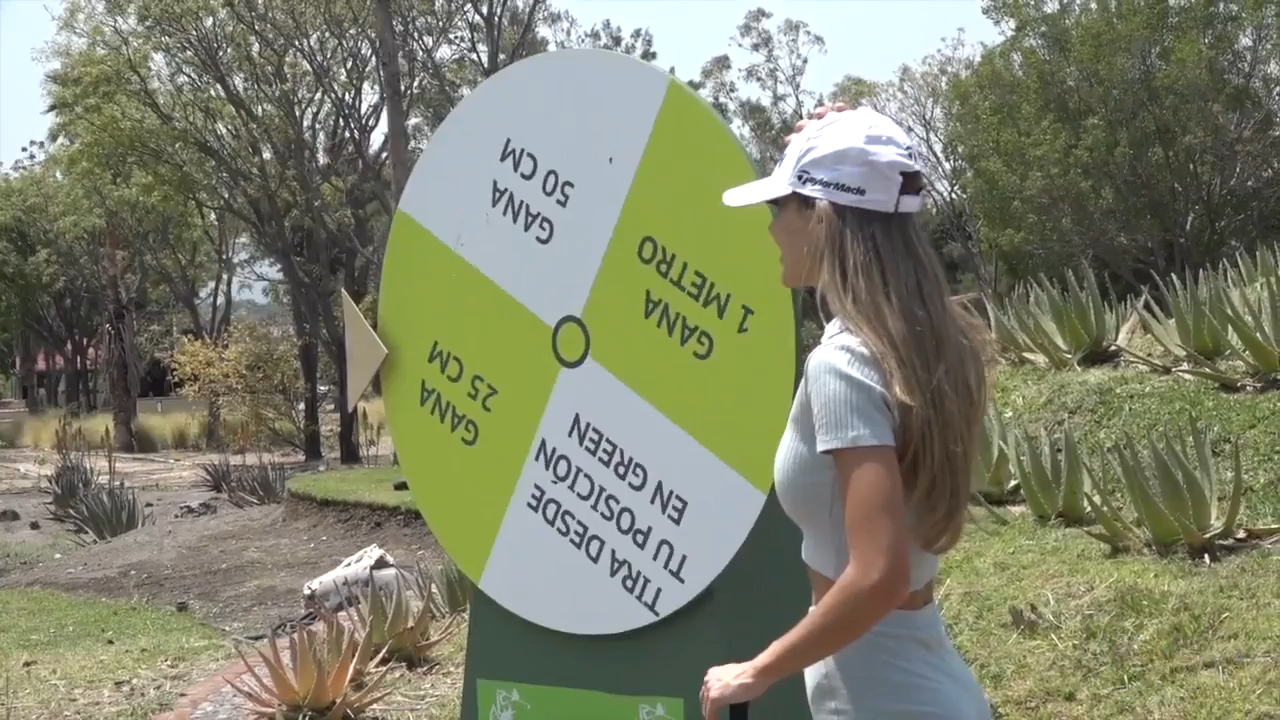 GANA
50 CM
GANA
1 METRO
GANA
25 CM
TIRA DESDE
TU POSICIÓN
EN GREEN
TaylorMade